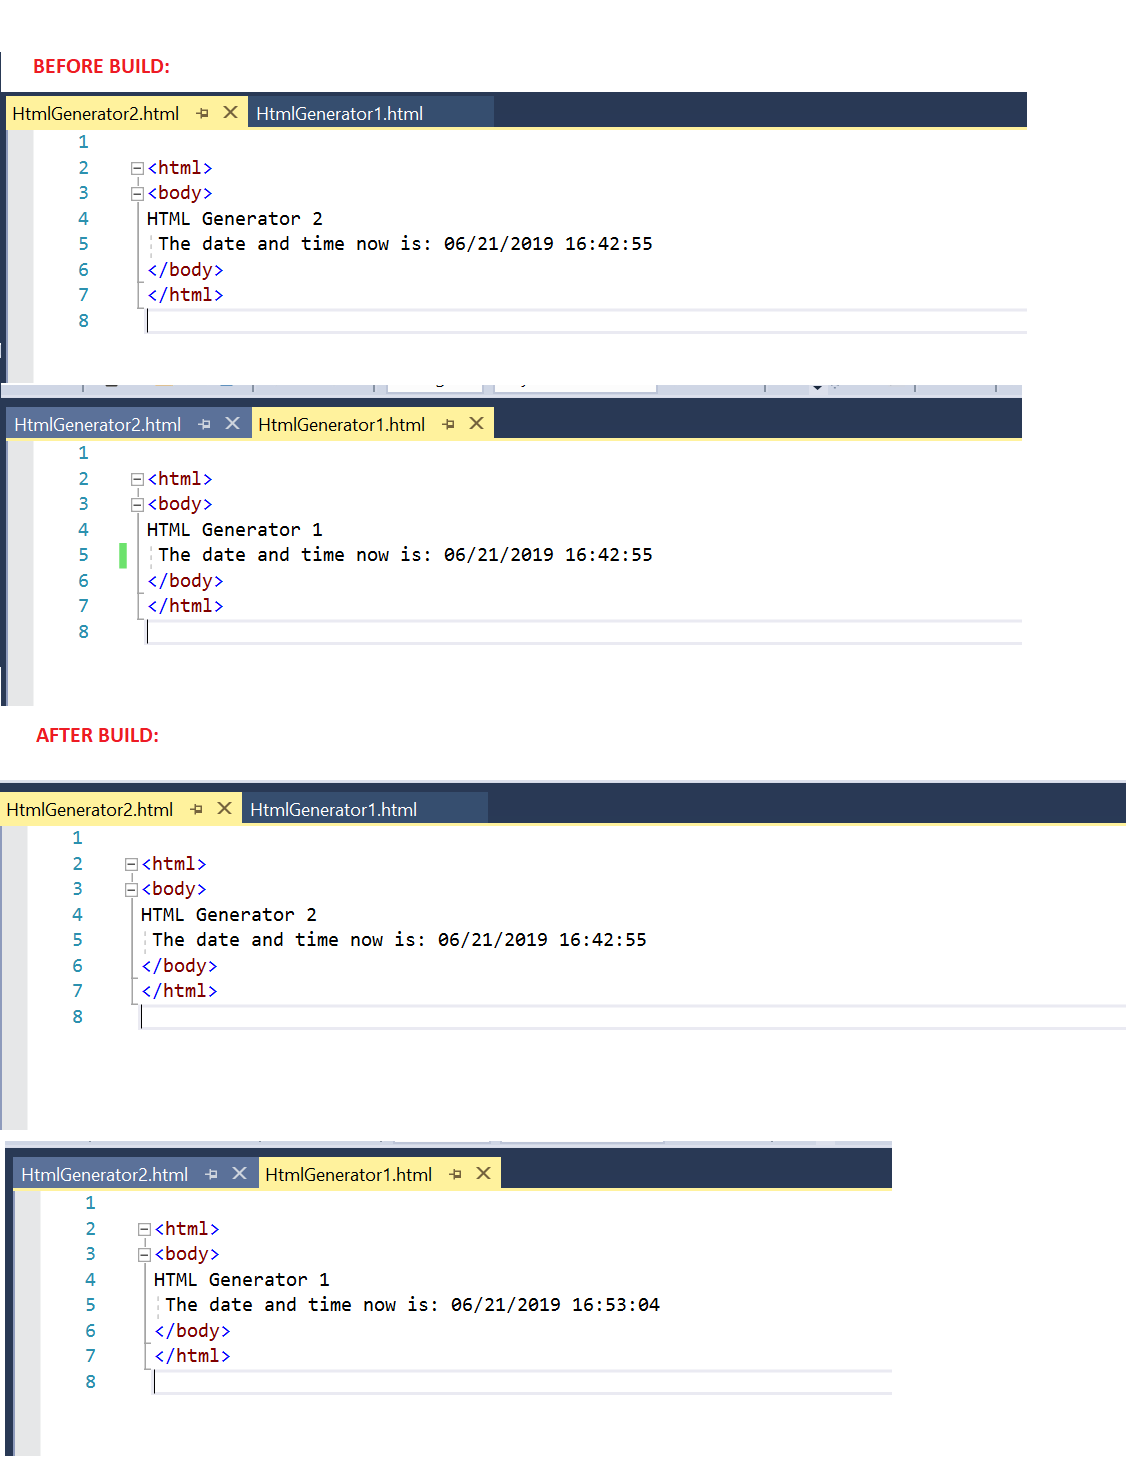 BEFORE BUILD:
HtmlGenerator2.html HtmlGenerator1.html
1
2 <html>
3 <body>
4 HTML Generator 2
5 The date and time now is: 06/21/2019 16:42:55
6 </body>
7 </html>
8
HtmlGenerator2.html HtmlGenerator1.html
1
2 <html>
3 <body>
4 HTML Generator 1
5 The date and time now is: 06/21/2019 16:42:55
6 </body>
7 </html>
8
AFTER BUILD:
HtmlGenerator2.html HtmlGenerator1.html
1
2 <html>
3 <body>
4 HTML Generator 2
5 The date and time now is: 06/21/2019 16:42:55
6 </body>
7 </html>
8
HtmlGenerator2.html HtmlGenerator1.html
1
2 <html>
3 <body>
4 HTML Generator 1
5 The date and time now is: 06/21/2019 16:53:04
6 </body>
7 </html>
8